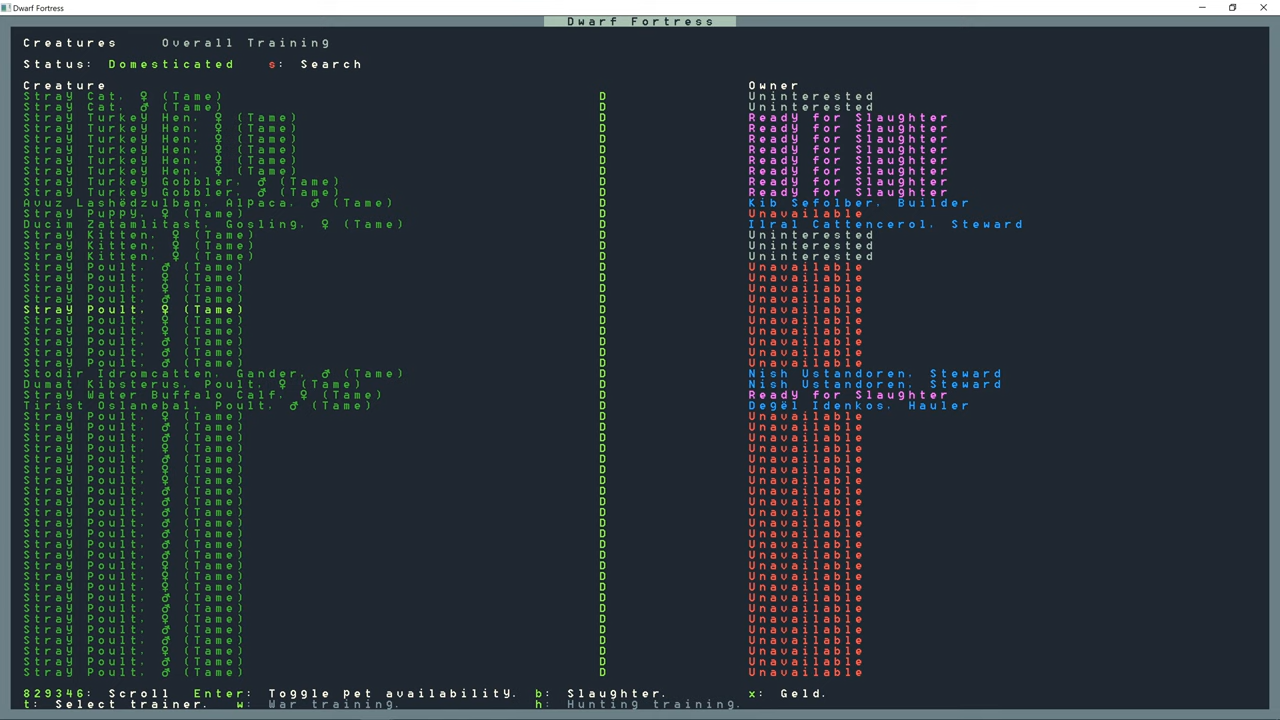 Dwarf Fortress
Dwarf Fortress
Creatures Overall Training
Status: Domesticated s: Search
Creature Owner
Stray Cat, ♀ (Tame) D Uninterested
Stray Cat, ♂ (Tame) D Uninterested
Stray Turkey Hen, ♀ (Tame) D Ready for Slaughter
Stray Turkey Hen, ♀ (Tame) D Ready for Slaughter
Stray Turkey Hen, ♀ (Tame) D Ready for Slaughter
Stray Turkey Hen, ♀ (Tame) D Ready for Slaughter
Stray Turkey Hen, ♀ (Tame) D Ready for Slaughter
Stray Turkey Hen, ♀ (Tame) D Ready for Slaughter
Stray Turkey Gobbler, ♂ (Tame) D Ready for Slaughter
Stray Turkey Gobbler, ♂ (Tame) D Ready for Slaughter
Avuz Lashëdzulban, Alpaca, ♂ (Tame) D Kib Sefolber, Builder
Stray Puppy, ♀ (Tame) D Unavailable
Ducim Zatamlitast, Gosling, ♀ (Tame) D Ilral Cattencerol, Steward
Stray Kitten, ♀ (Tame) D Uninterested
Stray Kitten, ♀ (Tame) D Uninterested
Stray Kitten, ♀ (Tame) D Uninterested
Stray Poult, ♂ (Tame) D Unavailable
Stray Poult, ♀ (Tame) D Unavailable
Stray Poult, ♀ (Tame) D Unavailable
Stray Poult, ♂ (Tame) D Unavailable
Stray Poult, ♀ (Tame) D Unavailable
Stray Poult, ♀ (Tame) D Unavailable
Stray Poult, ♀ (Tame) D Unavailable
Stray Poult, ♂ (Tame) D Unavailable
Stray Poult, ♂ (Tame) D Unavailable
Stray Poult, ♂ (Tame) D Unavailable
Stodir Idromcatten, Gander, ♂ (Tame) D Nish Ustandoren, Steward
Dumat Kibsterus, Poult, ♀ (Tame) D Nish Ustandoren, Steward
Stray Water Buffalo Calf, ♀ (Tame) D Ready for Slaughter
Tirist Oslanebal, Poult, ♂ (Tame) D Degël Idenkos, Hauler
Stray Poult, ♀ (Tame) D Unavailable
Stray Poult, ♂ (Tame) D Unavailable
Stray Poult, ♂ (Tame) D Unavailable
Stray Poult, ♀ (Tame) D Unavailable
Stray Poult, ♂ (Tame) D Unavailable
Stray Poult, ♀ (Tame) D Unavailable
Stray Poult, ♀ (Tame) D Unavailable
Stray Poult, ♂ (Tame) D Unavailable
Stray Poult, ♂ (Tame) D Unavailable
Stray Poult, ♂ (Tame) D Unavailable
Stray Poult, ♂ (Tame) D Unavailable
Stray Poult, ♂ (Tame) D Unavailable
Stray Poult, ♂ (Tame) D Unavailable
Stray Poult, ♂ (Tame) D Unavailable
Stray Poult, ♀ (Tame) D Unavailable
Stray Poult, ♂ (Tame) D Unavailable
Stray Poult, ♀ (Tame) D Unavailable
Stray Poult, ♂ (Tame) D Unavailable
Stray Poult, ♂ (Tame) D Unavailable
Stray Poult, ♀ (Tame) D Unavailable
Stray Poult, ♂ (Tame) D Unavailable
Stray Poult, ♂ (Tame) D Unavailable
Stray Poult, ♀ (Tame) D Unavailable
Stray Poult, ♂ (Tame) D Unavailable
Stray Poult, ♂ (Tame) D Unavailable
829346: Scroll Enter: Toggle pet availability. b: Slaughter. x: Geld.
t: Select trainer. w: War training. h: Hunting training.